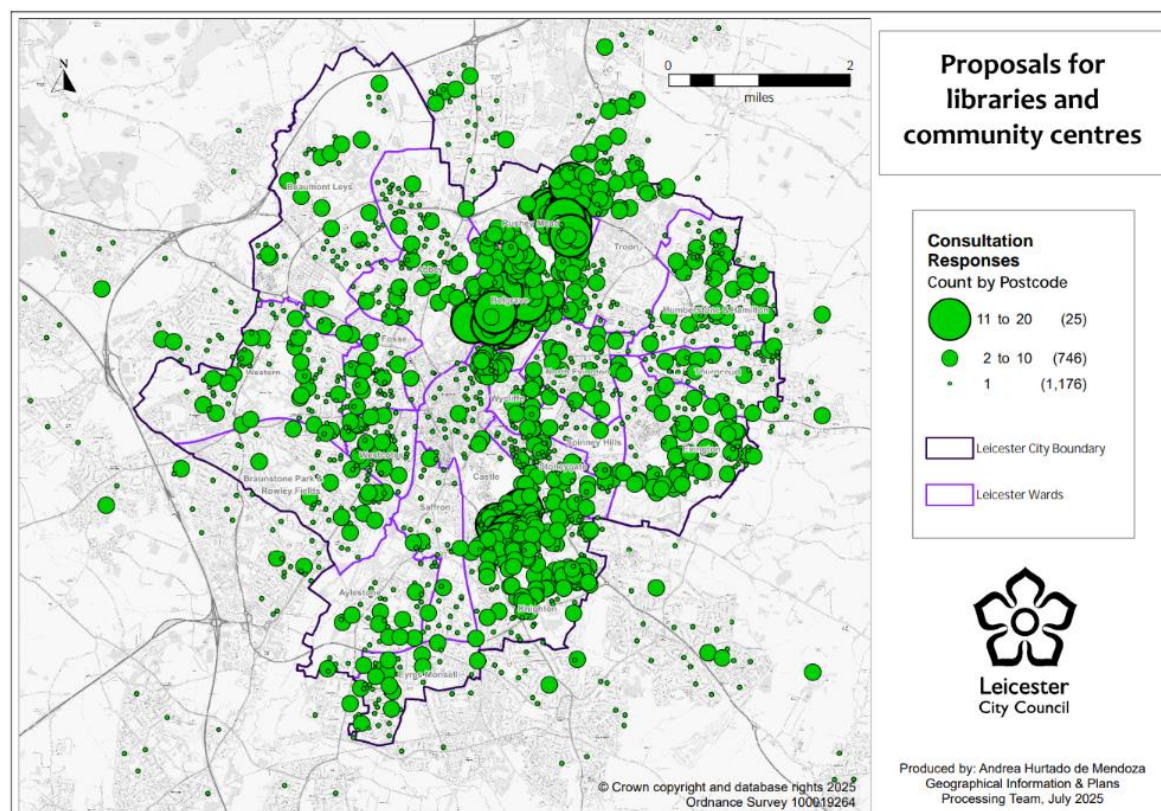 Proposals for
libraries and
community centres
N
0
2
miles
Beaumont Leys
Rushey Mead
Troon
Abbey
Belgrave
Humberstone & Hamilton
Fosse
Western
North Evington
Thurncourt
Wycliffe
Spinney Hills
Westcotes
Stoneygate
Evington
Castle
Braunstone Park &
Rowley Fields
Saffron
Aylestone
Knighton
Eyres Monsell
© Crown copyright and database rights 2025
Ordnance Survey 100019264
Consultation
Responses
Count by Postcode
11 to 20 (25)
2 to 10 (746)
1 (1,176)
Leicester City Boundary
Leicester Wards
Leicester
City Council
Produced by: Andrea Hurtado de Mendoza
Geographical Information & Plans
Processing Team, July 2025